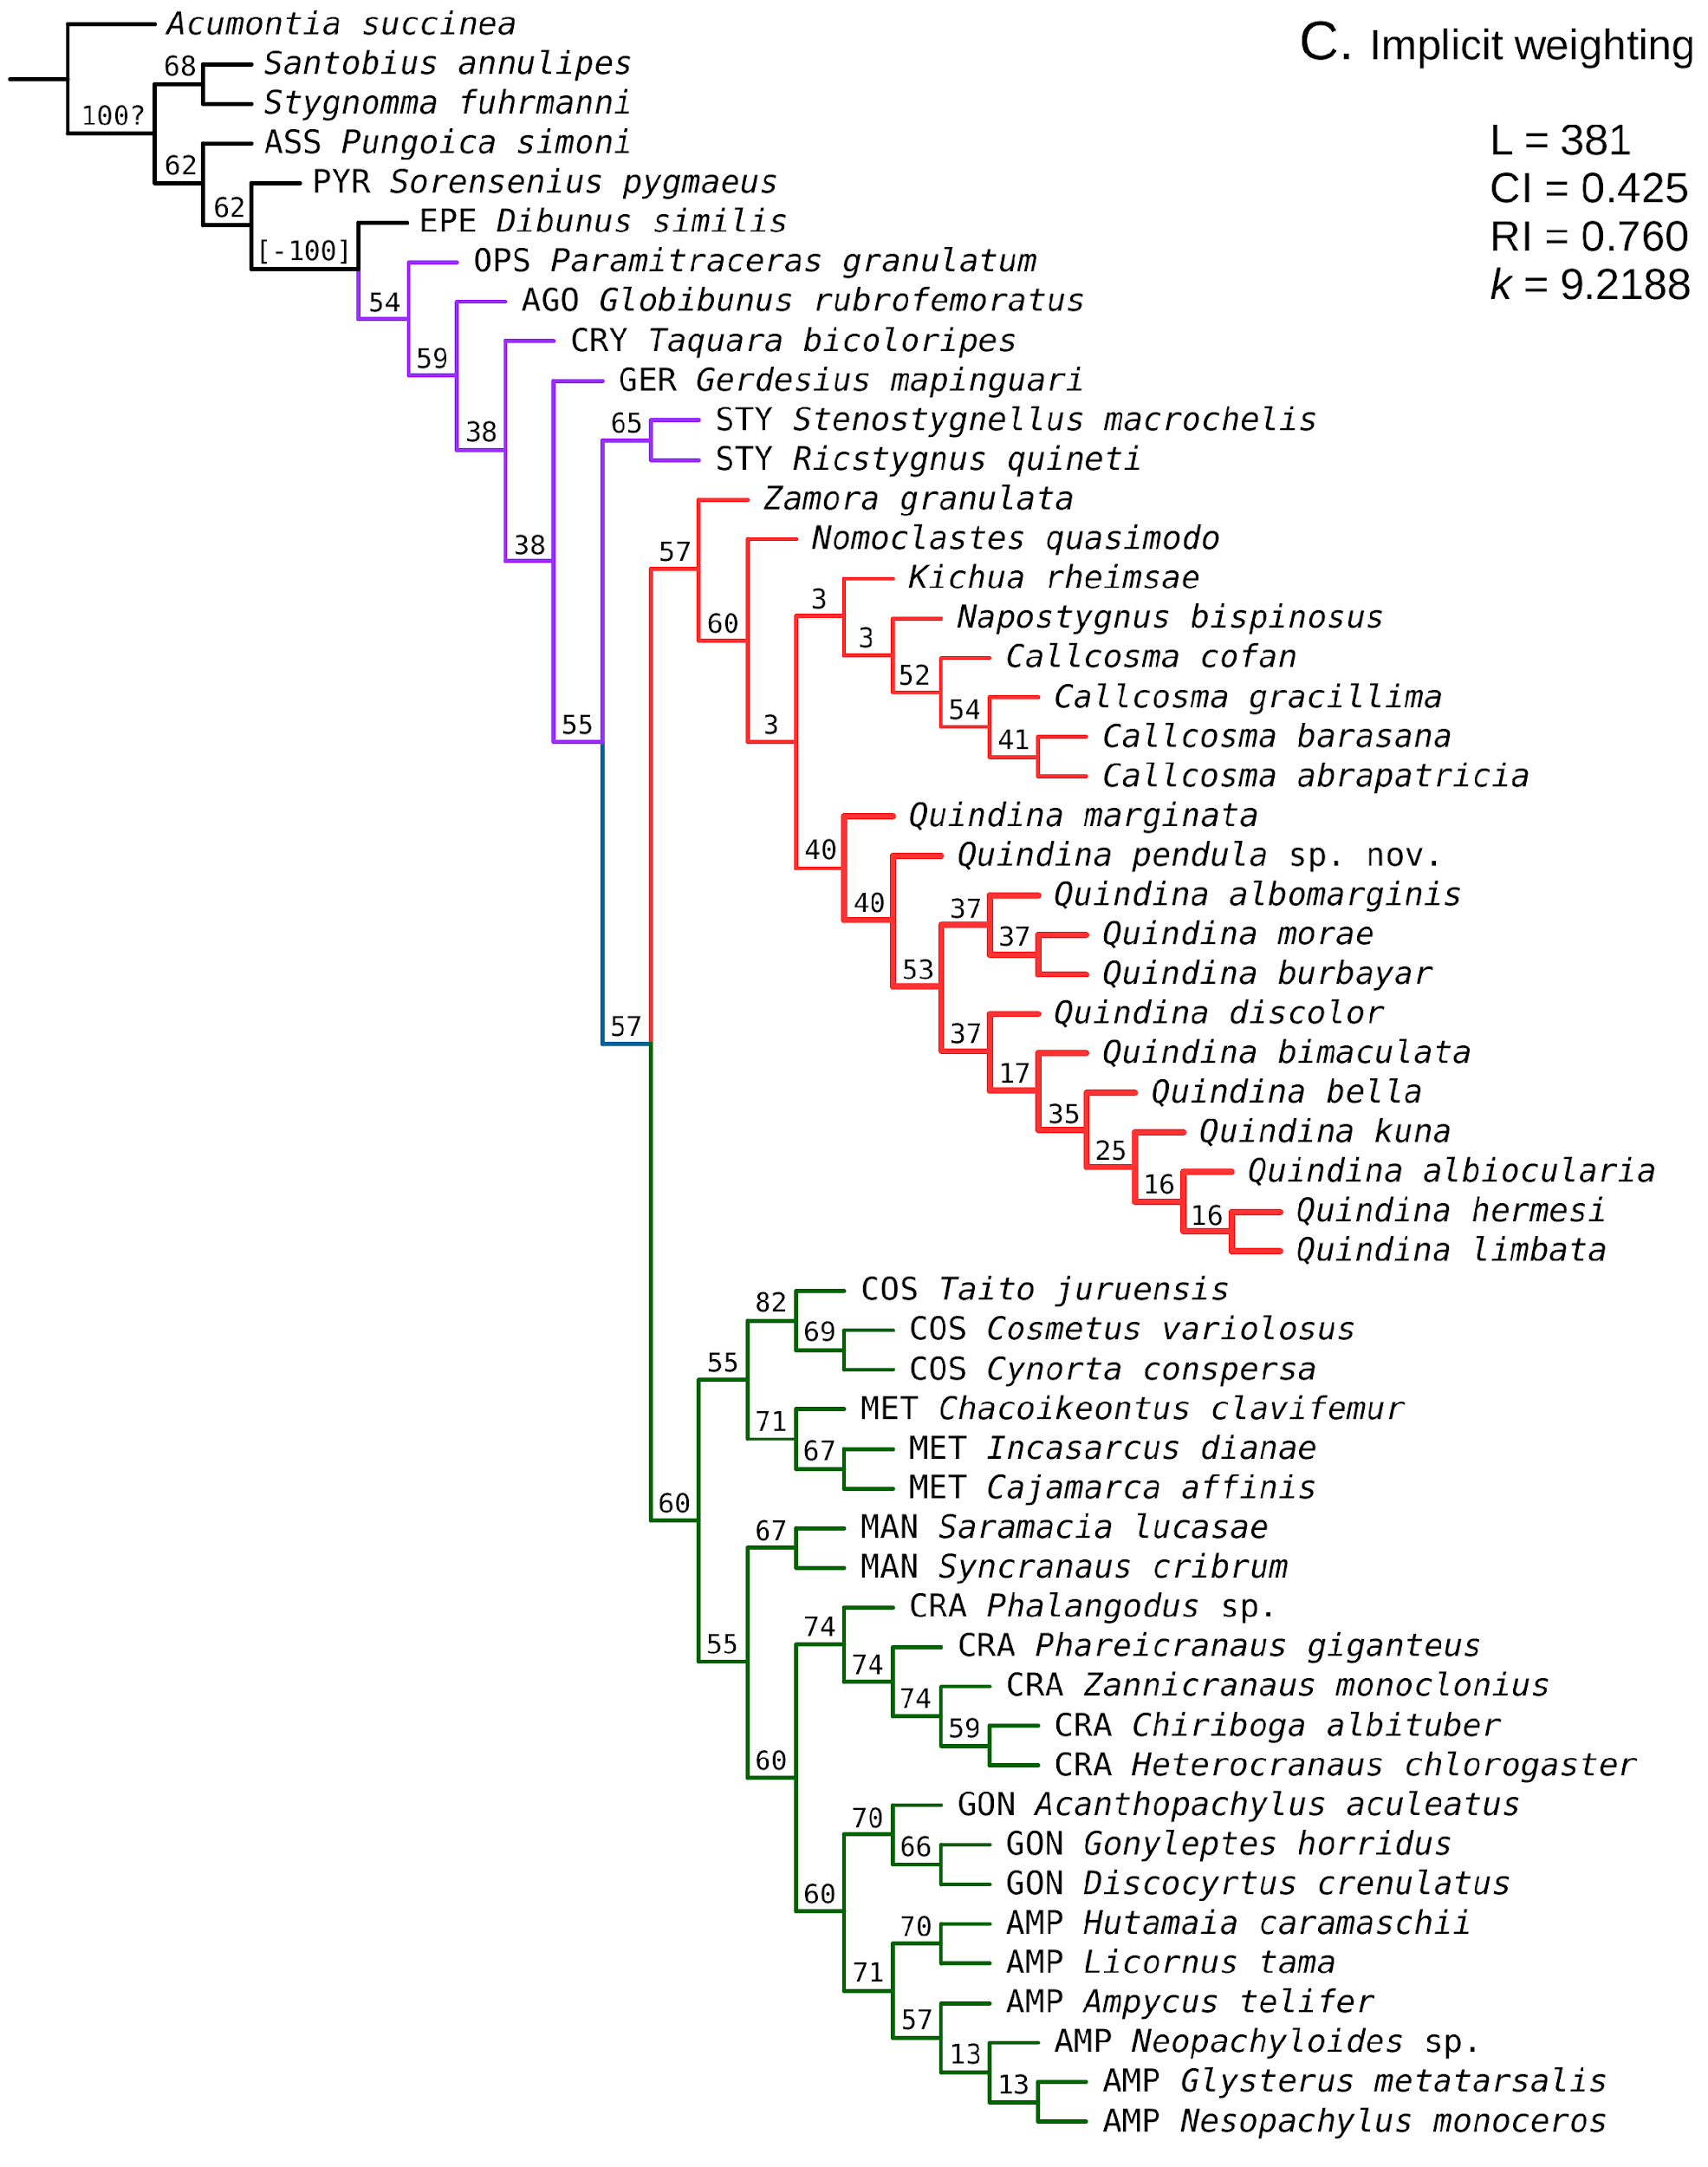 Acumontia succinea
C. Implicit weighting
68 Santobius annulipes
Stygnomma fuhrmanni
100?
L = 381
ASS Pungoica simoni
62
PYR Sorensenius pygmaeus
CI = 0.425
62
EPE Dibunus similis
RI = 0.760
[-100]
OPS Paramitraceras granulatum
k = 9.2188
54
AGO Globibunus rubrofemoratus
CRY Taquara bicoloripes
59
GER Gerdesius mapinguari
STY Stenostygnellus macrochelis
65
38
STY Ricstygnus quineti
Zamora granulata
Nomoclastes quasimodo
38
57
Kichua rheimsae
3
Napostygnus bispinosus
60
3
Callcosma cofan
52
Callcosma gracillima
54
55
3
Callcosma barasana
41
Callcosma abrapatricia
Quindina marginata
40
Quindina pendula sp. nov.
Quindina albomarginis
40
37
Quindina morae
37
Quindina burbayar
53
Quindina discolor
57
37
Quindina bimaculata
17
Quindina bella
35
Quindina kuna
25
Quindina albiocularia
16
Quindina hermesi
16
Quindina limbata
COS Taito juruensis
82
COS Cosmetus variolosus
69
COS Cynorta conspersa
55
MET Chacoikeontus clavifemur
71
MET Incasarcus dianae
67
MET Cajamarca affinis
60
MAN Saramacia lucasae
67
MAN Syncranaus cribrum
CRA Phalangodus sp.
74
CRA Phareicranaus giganteus
55
74
CRA Zannicranaus monoclonius
74
CRA Chiriboga albituber
59
CRA Heterocranaus chlorogaster
60
GON Acanthopachylus aculeatus
70
GON Gonyleptes horridus
66
GON Discocyrtus crenulatus
60
AMP Hutamaia caramaschii
70
AMP Licornus tama
71
AMP Ampycus telifer
57
AMP Neopachyloides sp.
13
AMP Glysterus metatarsalis
13
AMP Nesopachylus monoceros